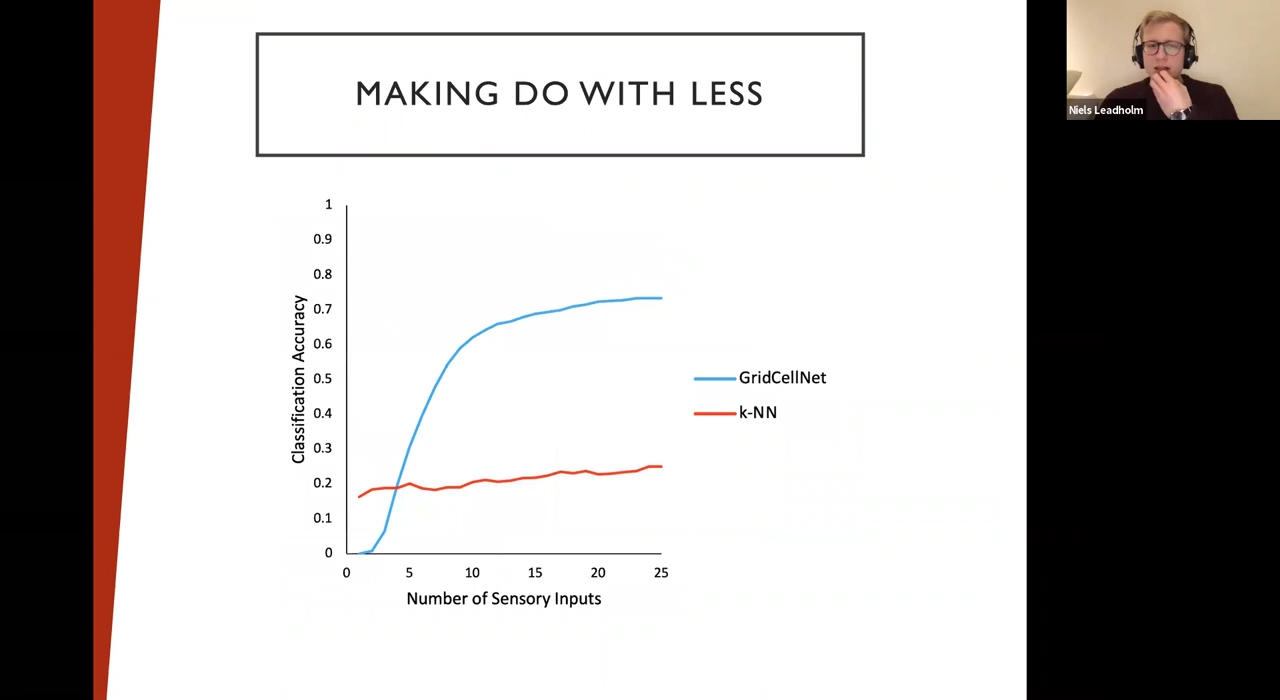 MAKING DO WITH LESS
Niels Leadholm
1
0.9
0.8
0.7
0.6
0.5
0.4
0.3
0.2
0.1
0
Classification Accuracy
0 5 10 15 20 25
Number of Sensory Inputs
GridCellNet
k-NN